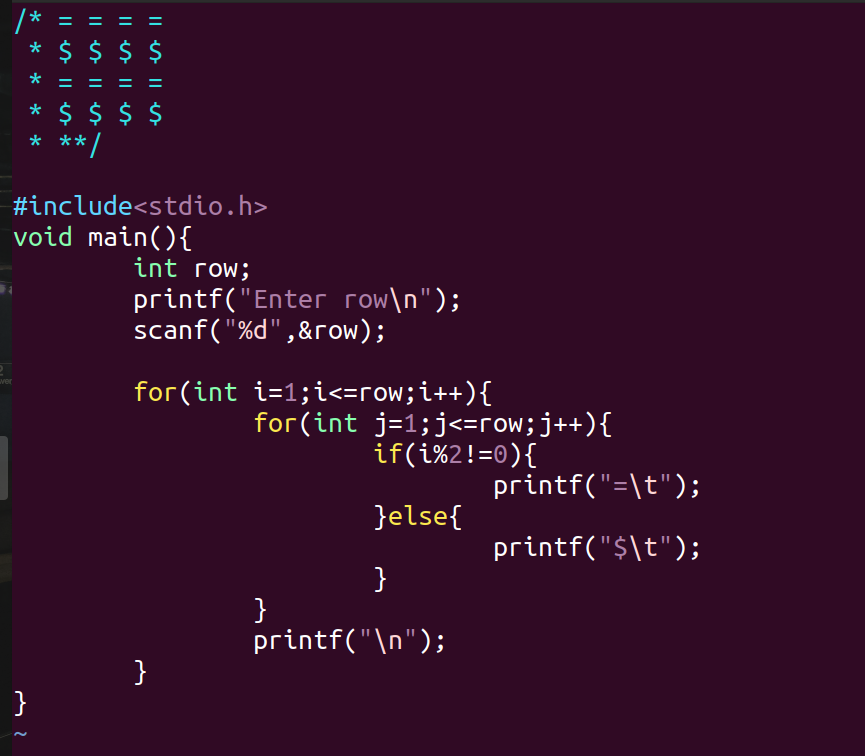 /* = = = =
 * $ $ $ $
 * = = = =
 * $ $ $ $
 * **/

#include<stdio.h>
void main(){
        int row;
        printf("Enter row\n");
        scanf("%d",&row);

        for(int i=1;i<=row;i++){
                for(int j=1;j<=row;j++){
                        if(i%2!=0){
                                printf("=\t");
                        }else{
                                printf("$\t");
                        }
                }
                printf("\n");
        }
}
~